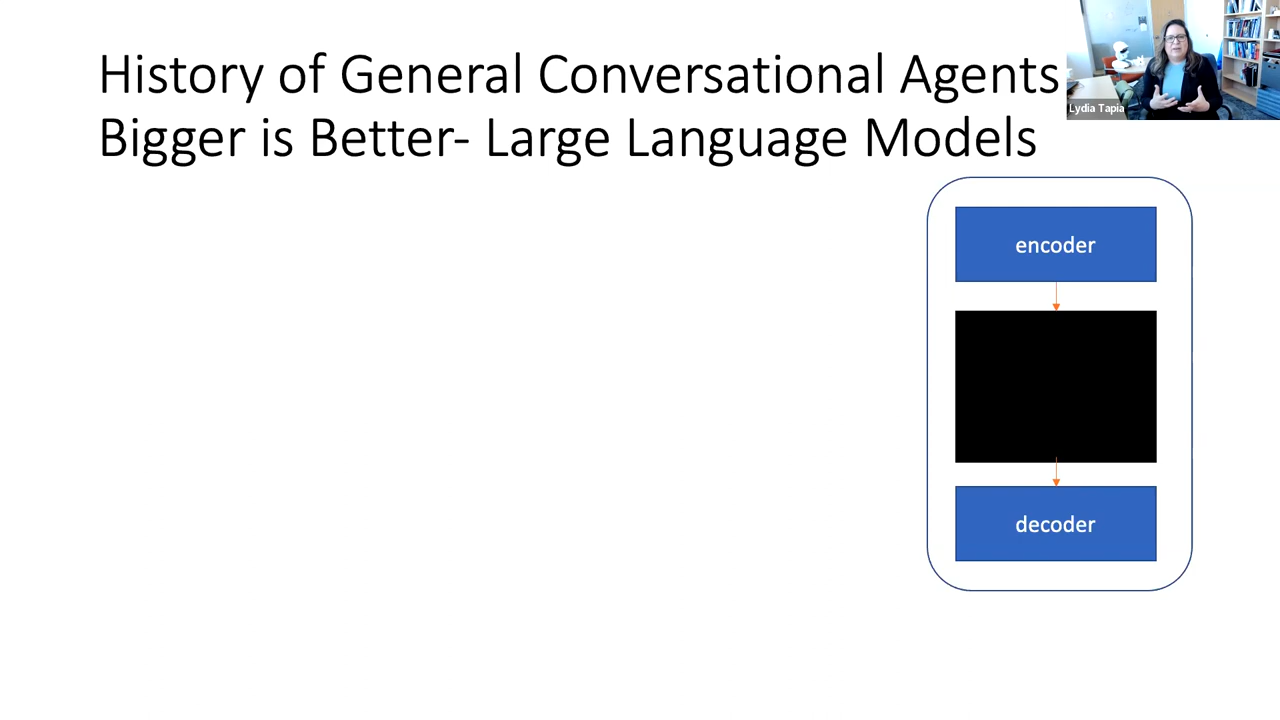 History of General Conversational Agents
Bigger is Better- Large Language Models
Lydia Tapia
encoder
decoder